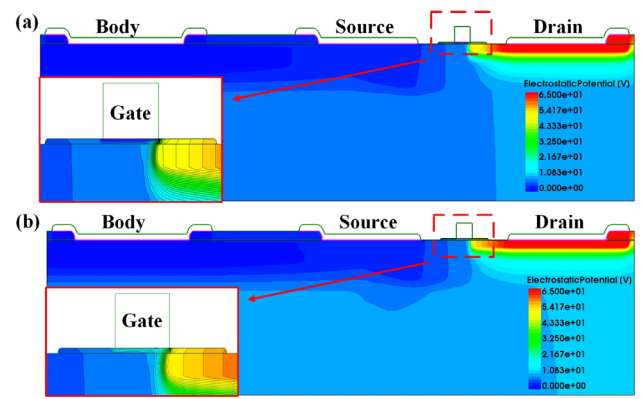 (a)
Body
Source
Drain
Gate
ElectrostaticPotential (V)
6.500e+01
5.417e+01
4.333e+01
3.250e+01
2.167e+01
1.083e+01
0.000e+00
(b)
Body
Source
Drain
Gate
ElectrostaticPotential (V)
6.500e+01
5.417e+01
4.333e+01
3.250e+01
2.167e+01
1.083e+01
0.000e+00